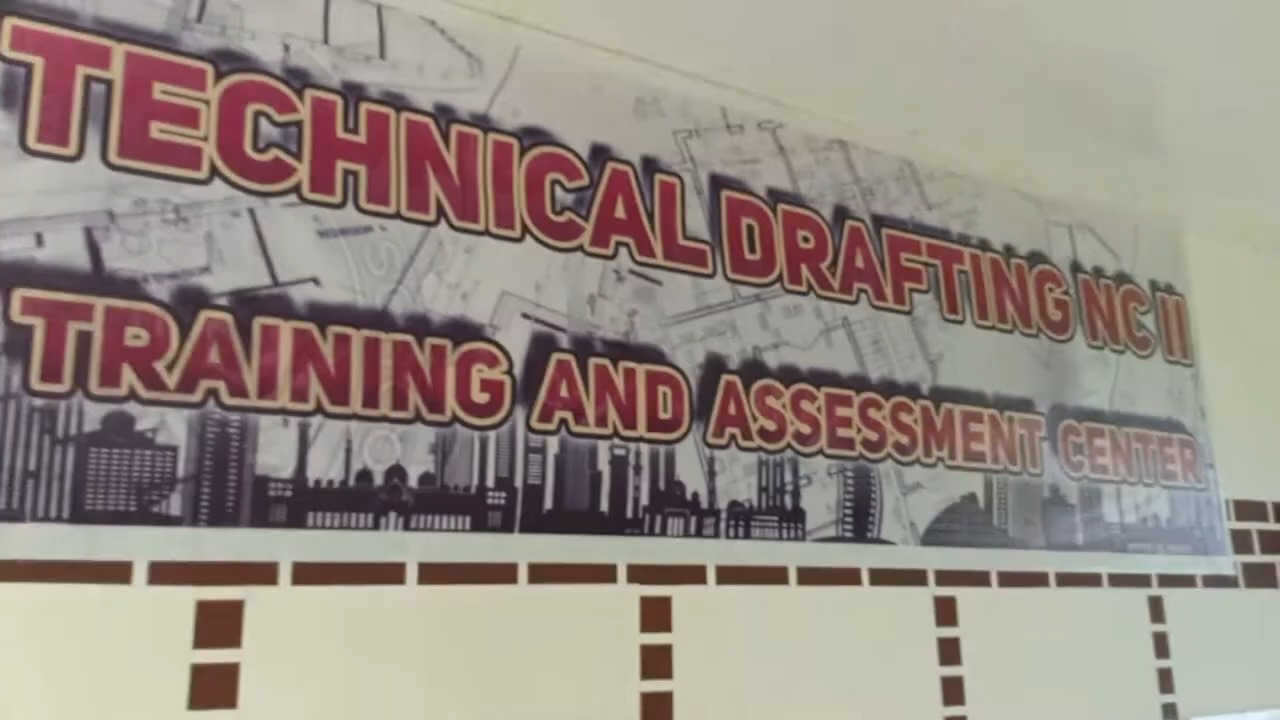 TECHNICAL DRAFTING NC II
TRAINING AND ASSESSMENT CENTER